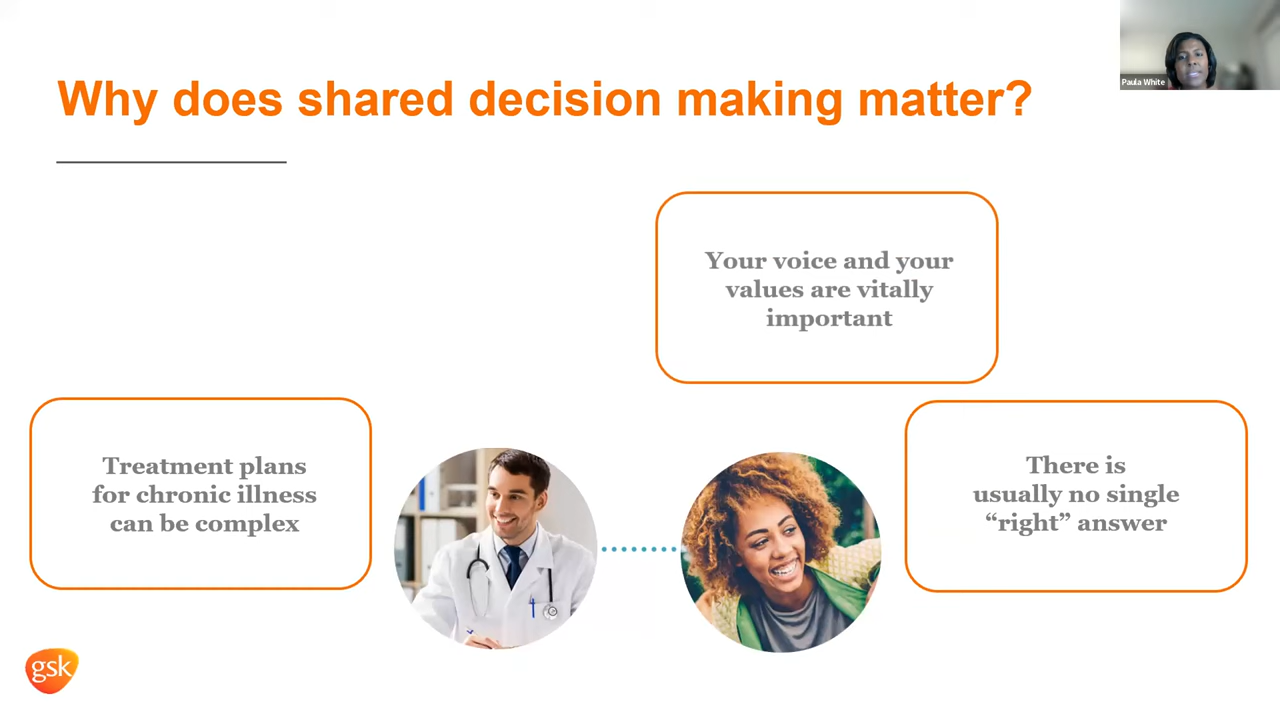 Why does shared decision making matter?
Paula White
Your voice and your
values are vitally
important
Treatment plans
for chronic illness
can be complex
There is
usually no single
“right” answer
gsk